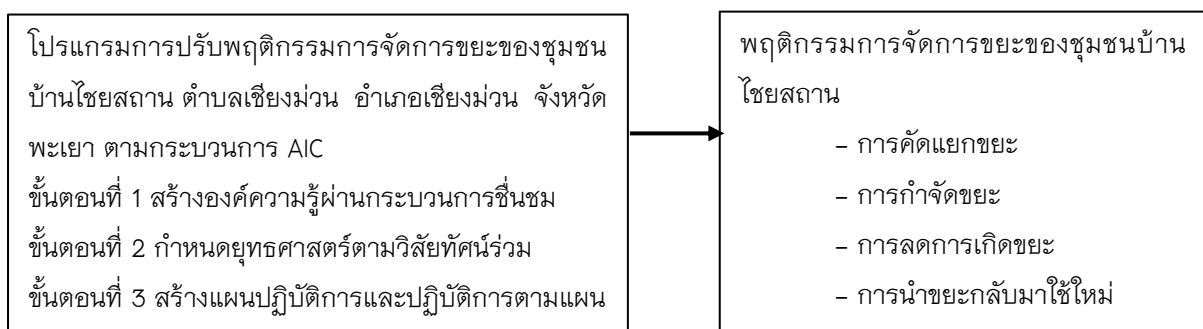 โปรแกรมการปรับพฤติกรรมการจัดการขยะของชุมชน
บ้านไชยสถาน ตำบลเชียงม่วน อำเภอเชียงม่วน จังหวัด
พะเยา ตามกระบวนการ AIC
ขั้นตอนที่ 1 สร้างองค์ความรู้ผ่านกระบวนการชื่นชม
ขั้นตอนที่ 2 กำหนดยุทธศาสตร์ตามวิสัยทัศน์ร่วม
ขั้นตอนที่ 3 สร้างแผนปฏิบัติการและปฏิบัติการตามแผน
พฤติกรรมการจัดการขยะของชุมชนบ้าน
ไชยสถาน
- การคัดแยกขยะ
- การกำจัดขยะ
- การลดการเกิดขยะ
- การนำขยะกลับมาใช้ใหม่